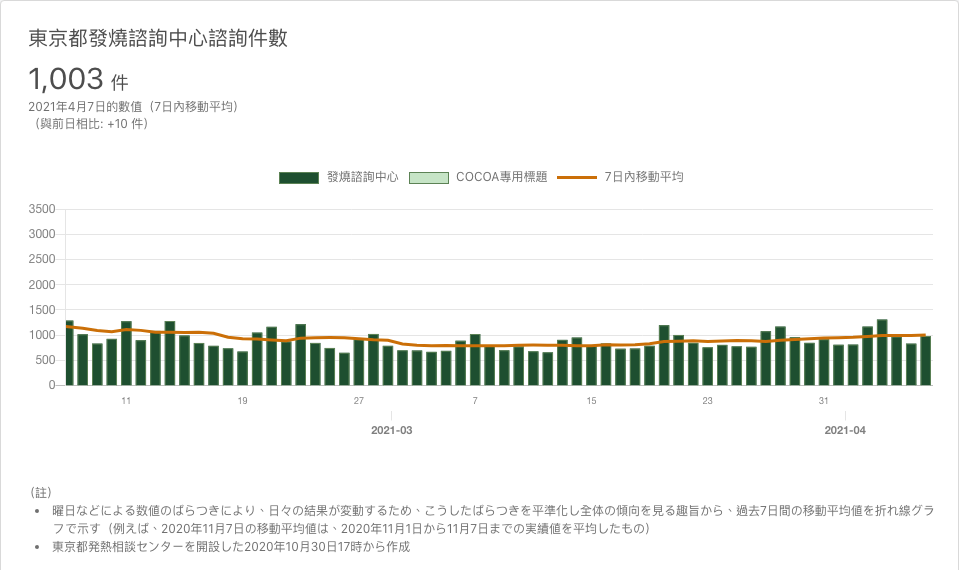 東京都發燒諮詢中心諮詢件數
1,003 件
2021年4月7日的數值（7日內移動平均）
（與前日相比: +10 件）
發燒諮詢中心 COCOA專用標題 7日內移動平均
3500
3000
2500
2000
1500
1000
500
0
11 19 27 7 15 23 31
2021-03 2021-04
（註）
• 曜日などによる数値のばらつきにより、日々の結果が変動するため、こうしたばらつきを平準化し全体の傾向を見る趣旨から、過去7日間の移動平均値を折れ線グラ
フで示す（例えば、2020年11月7日の移動平均値は、2020年11月1日から11月7日までの実績値を平均したもの）
• 東京都発熱相談センターを開設した2020年10月30日17時から作成